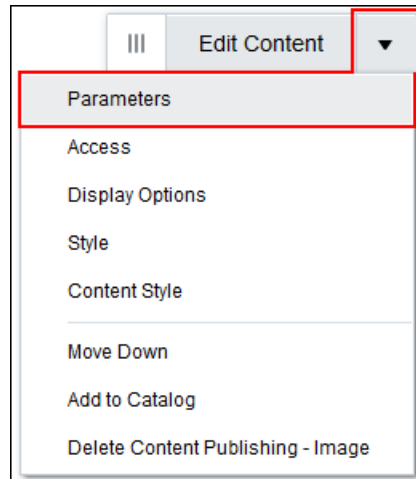 Edit Content
Parameters
Access
Display Options
Style
Content Style
Move Down
Add to Catalog
Delete Content Publishing - Image